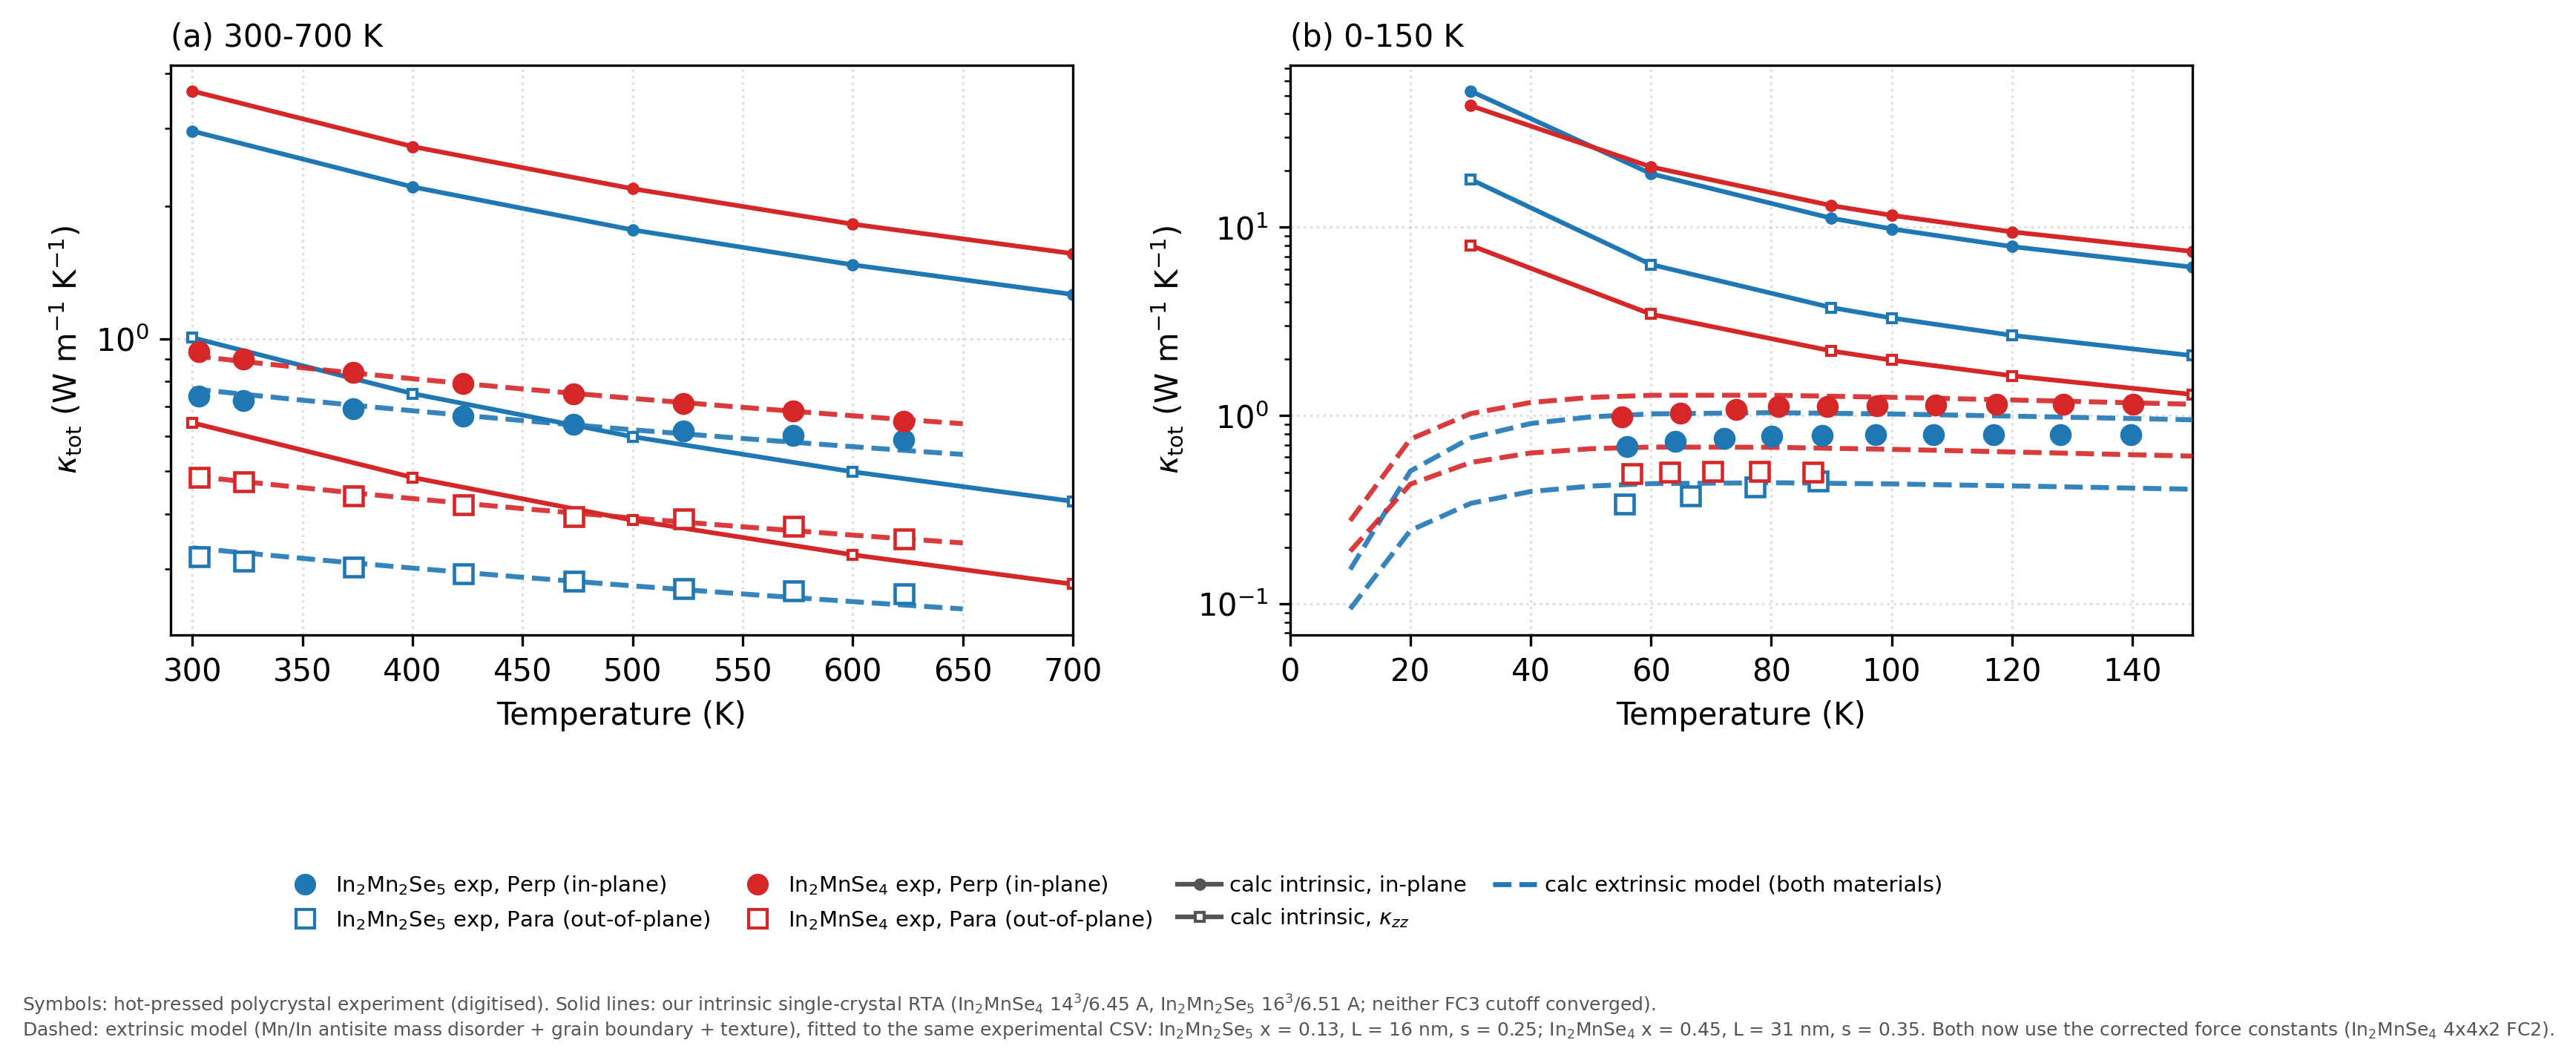 (a) 300-700 K
(b) 0-150 K
κtot (W m⁻¹ K⁻¹)
10⁰
300 350 400 450 500 550 600 650 700
Temperature (K)
κtot (W m⁻¹ K⁻¹)
10¹
10⁰
10⁻¹
0 20 40 60 80 100 120 140
Temperature (K)
In₂Mn₂Se₅ exp, Perp (in-plane)
In₂Mn₂Se₅ exp, Para (out-of-plane)
In₂MnSe₄ exp, Perp (in-plane)
In₂MnSe₄ exp, Para (out-of-plane)
calc intrinsic, in-plane
calc intrinsic, κzz
calc extrinsic model (both materials)
Symbols: hot-pressed polycrystal experiment (digitised). Solid lines: our intrinsic single-crystal RTA (In₂MnSe₄ 14³/6.45 A, In₂Mn₂Se₅ 16³/6.51 A; neither FC3 cutoff converged).
Dashed: extrinsic model (Mn/In antisite mass disorder + grain boundary + texture), fitted to the same experimental CSV: In₂Mn₂Se₅ x = 0.13, L = 16 nm, s = 0.25; In₂MnSe₄ x = 0.45, L = 31 nm, s = 0.35. Both now use the corrected force constants (In₂MnSe₄ 4x4x2 FC2).